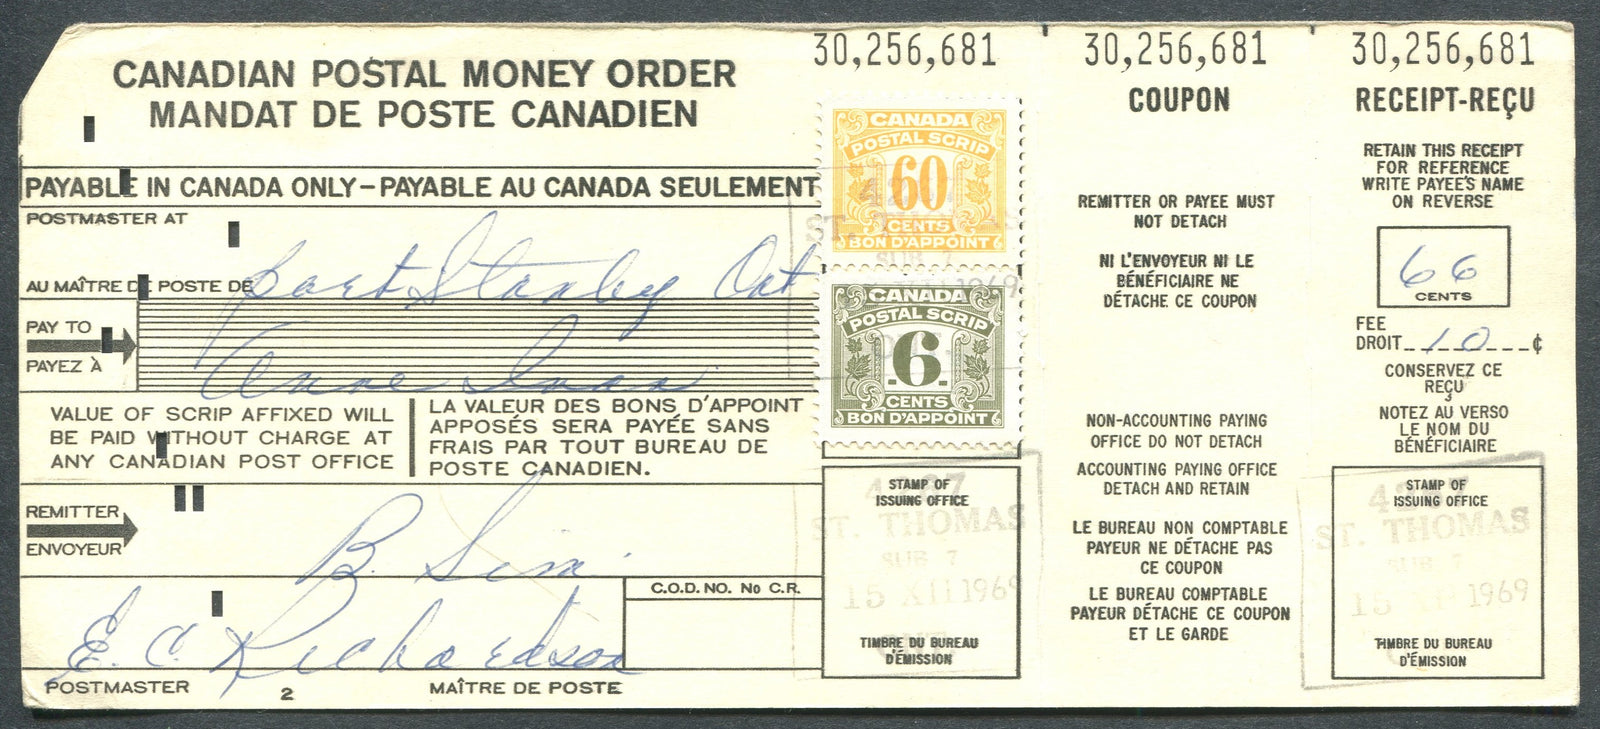 CANADIAN POSTAL MONEY ORDER
MANDAT DE POSTE CANADIEN
PAYABLE IN CANADA ONLY – PAYABLE AU CANADA SEULEMENT
POSTMASTER AT
AU MAÎTRE DE POSTE DE
Port Stanley Ont
PAY TO
PAYEZ À
Anne
VALUE OF SCRIP AFFIXED WILL
BE PAID WITHOUT CHARGE AT
ANY CANADIAN POST OFFICE
LA VALEUR DES BONS D'APPOINT
APPOSÉS SERA PAYÉE SANS
FRAIS PAR TOUT BUREAU DE
POSTE CANADIEN.
REMITTER
ENVOYEUR
B. Sim
C.O.D. NO. No C.R.
E. C. Richardson
POSTMASTER
2
MAÎTRE DE POSTE
30,256,681
CANADA
POSTAL SCRIP
60
CENTS
BON D'APPOINT
CANADA
POSTAL SCRIP
.6.
CENTS
BON D'APPOINT
STAMP OF
ISSUING OFFICE
ST. THOMAS
SUB 7
15 XII 1969
TIMBRE DU BUREAU
D'ÉMISSION
30,256,681
COUPON
REMITTER OR PAYEE MUST
NOT DETACH
NI L'ENVOYEUR NI LE
BÉNÉFICIAIRE NE
DÉTACHE CE COUPON
NON-ACCOUNTING PAYING
OFFICE DO NOT DETACH
ACCOUNTING PAYING OFFICE
DETACH AND RETAIN
LE BUREAU NON COMPTABLE
PAYEUR NE DÉTACHE PAS
CE COUPON
LE BUREAU COMPTABLE
PAYEUR DÉTACHE CE COUPON
ET LE GARDE
30,256,681
RECEIPT-REÇU
RETAIN THIS RECEIPT
FOR REFERENCE
WRITE PAYEE'S NAME
ON REVERSE
66
CENTS
FEE
DROIT 10 ¢
CONSERVEZ CE
REÇU
NOTEZ AU VERSO
LE NOM DU
BÉNÉFICIAIRE
STAMP OF
ISSUING OFFICE
ST. THOMAS
SUB 7
15 XII 1969
TIMBRE DU BUREAU
D'ÉMISSION